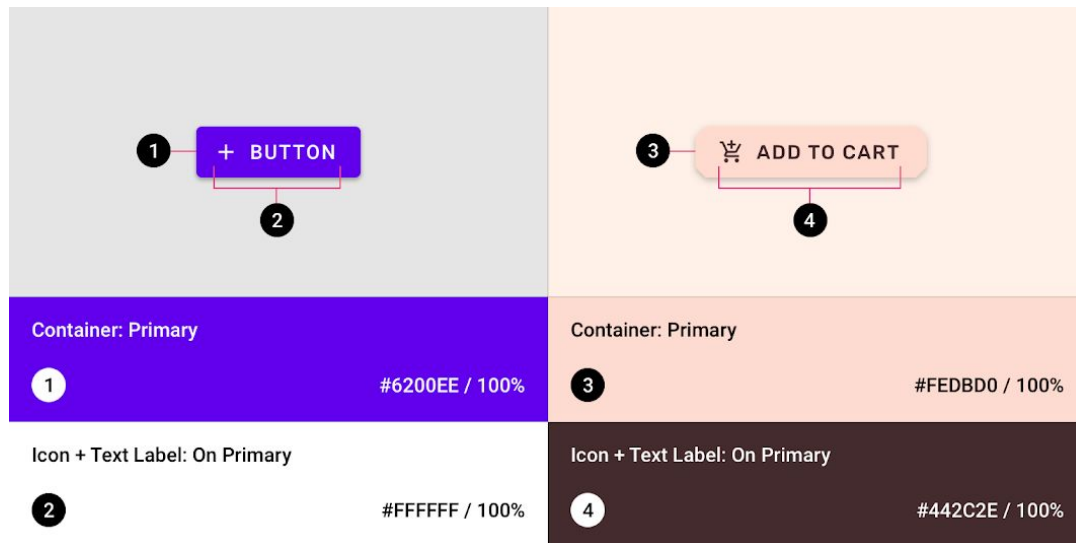 1
+ BUTTON
2
3
ADD TO CART
4
Container: Primary
1
#6200EE / 100%
Icon + Text Label: On Primary
2
#FFFFFF / 100%
Container: Primary
3
#FEDBD0 / 100%
Icon + Text Label: On Primary
4
#442C2E / 100%